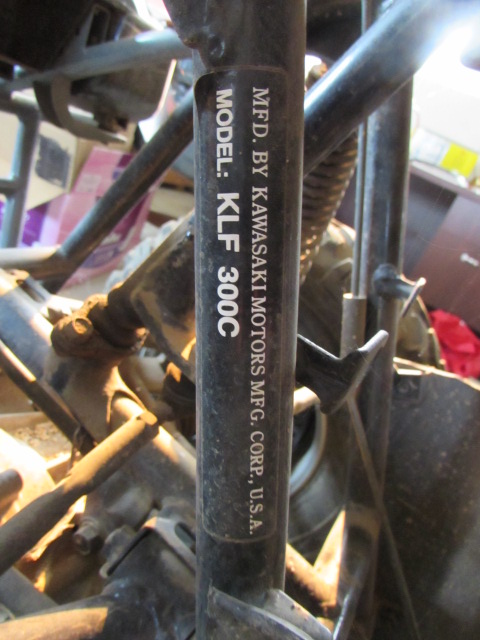 MFD. BY KAWASAKI MOTORS MFG. CORP., U.S.A.
MODEL: KLF 300C